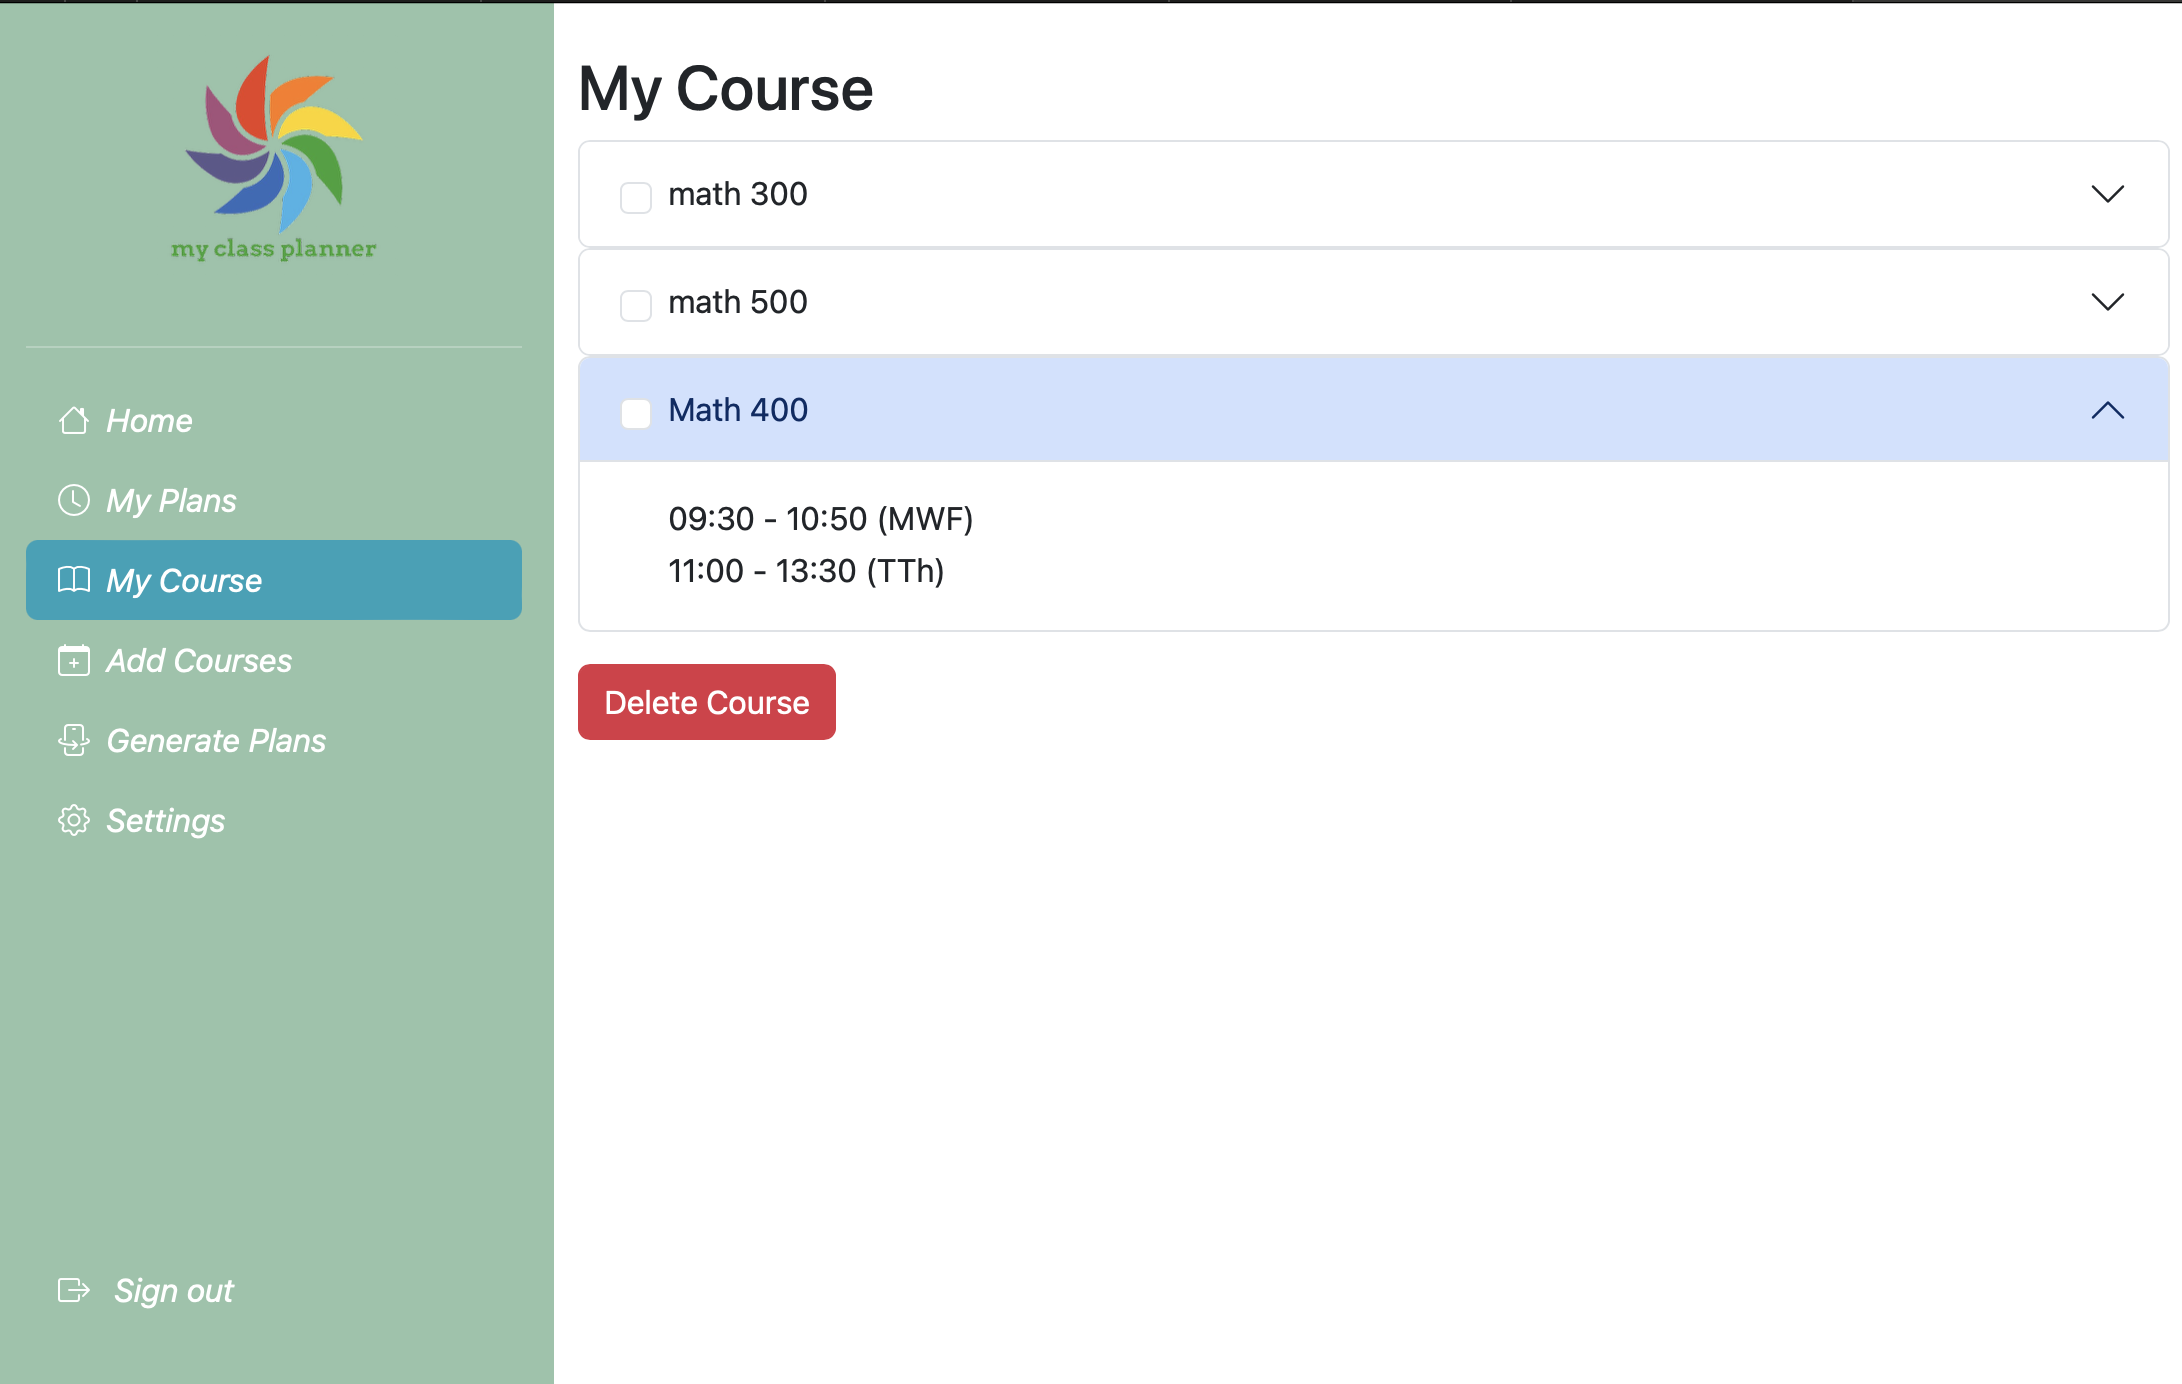 my class planner
Home
My Plans
My Course
Add Courses
Generate Plans
Settings
Sign out
My Course
math 300
math 500
Math 400
09:30 - 10:50 (MWF)
11:00 - 13:30 (TTh)
Delete Course